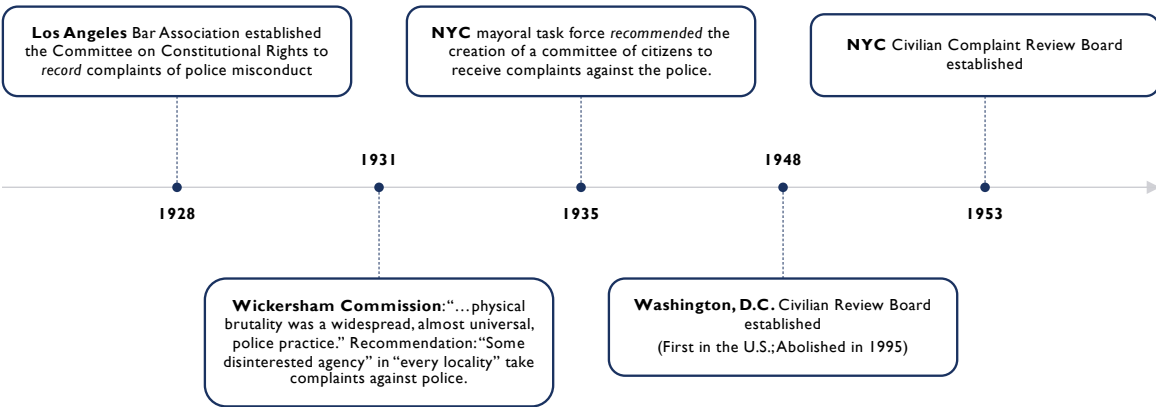 Los Angeles Bar Association established
the Committee on Constitutional Rights to
record complaints of police misconduct
NYC mayoral task force recommended the
creation of a committee of citizens to
receive complaints against the police.
NYC Civilian Complaint Review Board
established
1931
1948
1928
1935
1953
Wickersham Commission: “…physical
brutality was a widespread, almost universal,
police practice.” Recommendation: “Some
disinterested agency” in “every locality” take
complaints against police.
Washington, D.C. Civilian Review Board
established
(First in the U.S.; Abolished in 1995)